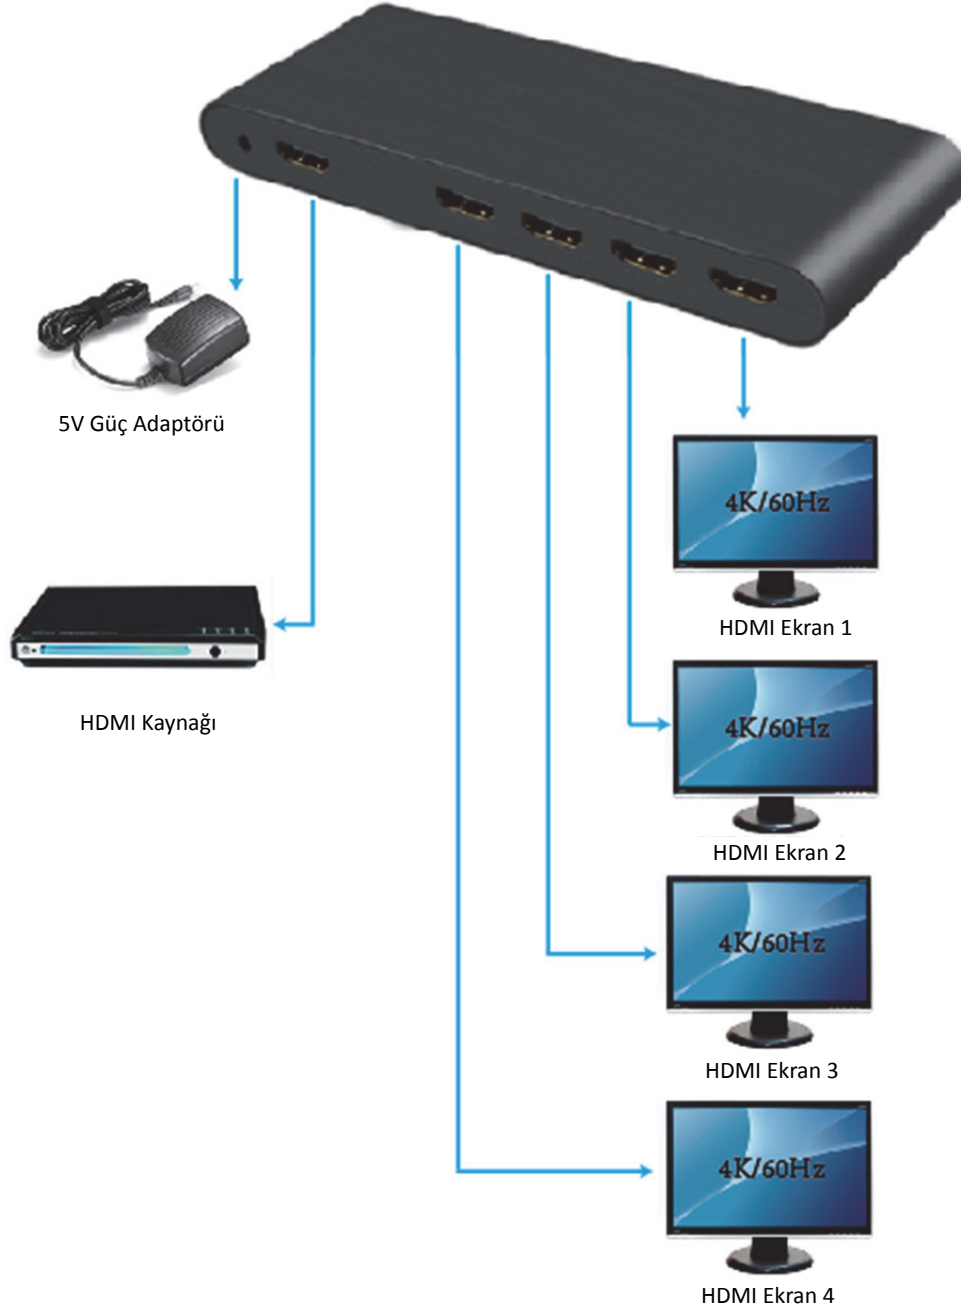 5V Güç Adaptörü
HDMI Kaynağı
4K/60Hz
HDMI Ekran 1
4K/60Hz
HDMI Ekran 2
4K/60Hz
HDMI Ekran 3
4K/60Hz
HDMI Ekran 4